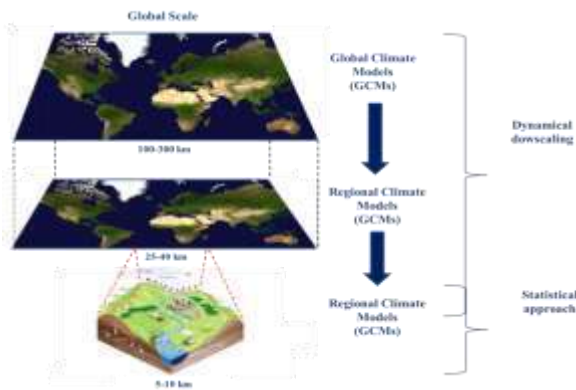 Global Scale
100-300 km
25-40 km
5-10 km
Global Climate
Models
(GCMs)
Regional Climate
Models
(GCMs)
Regional Climate
Models
(GCMs)
Dynamical
dowscaling
Statistical
approach